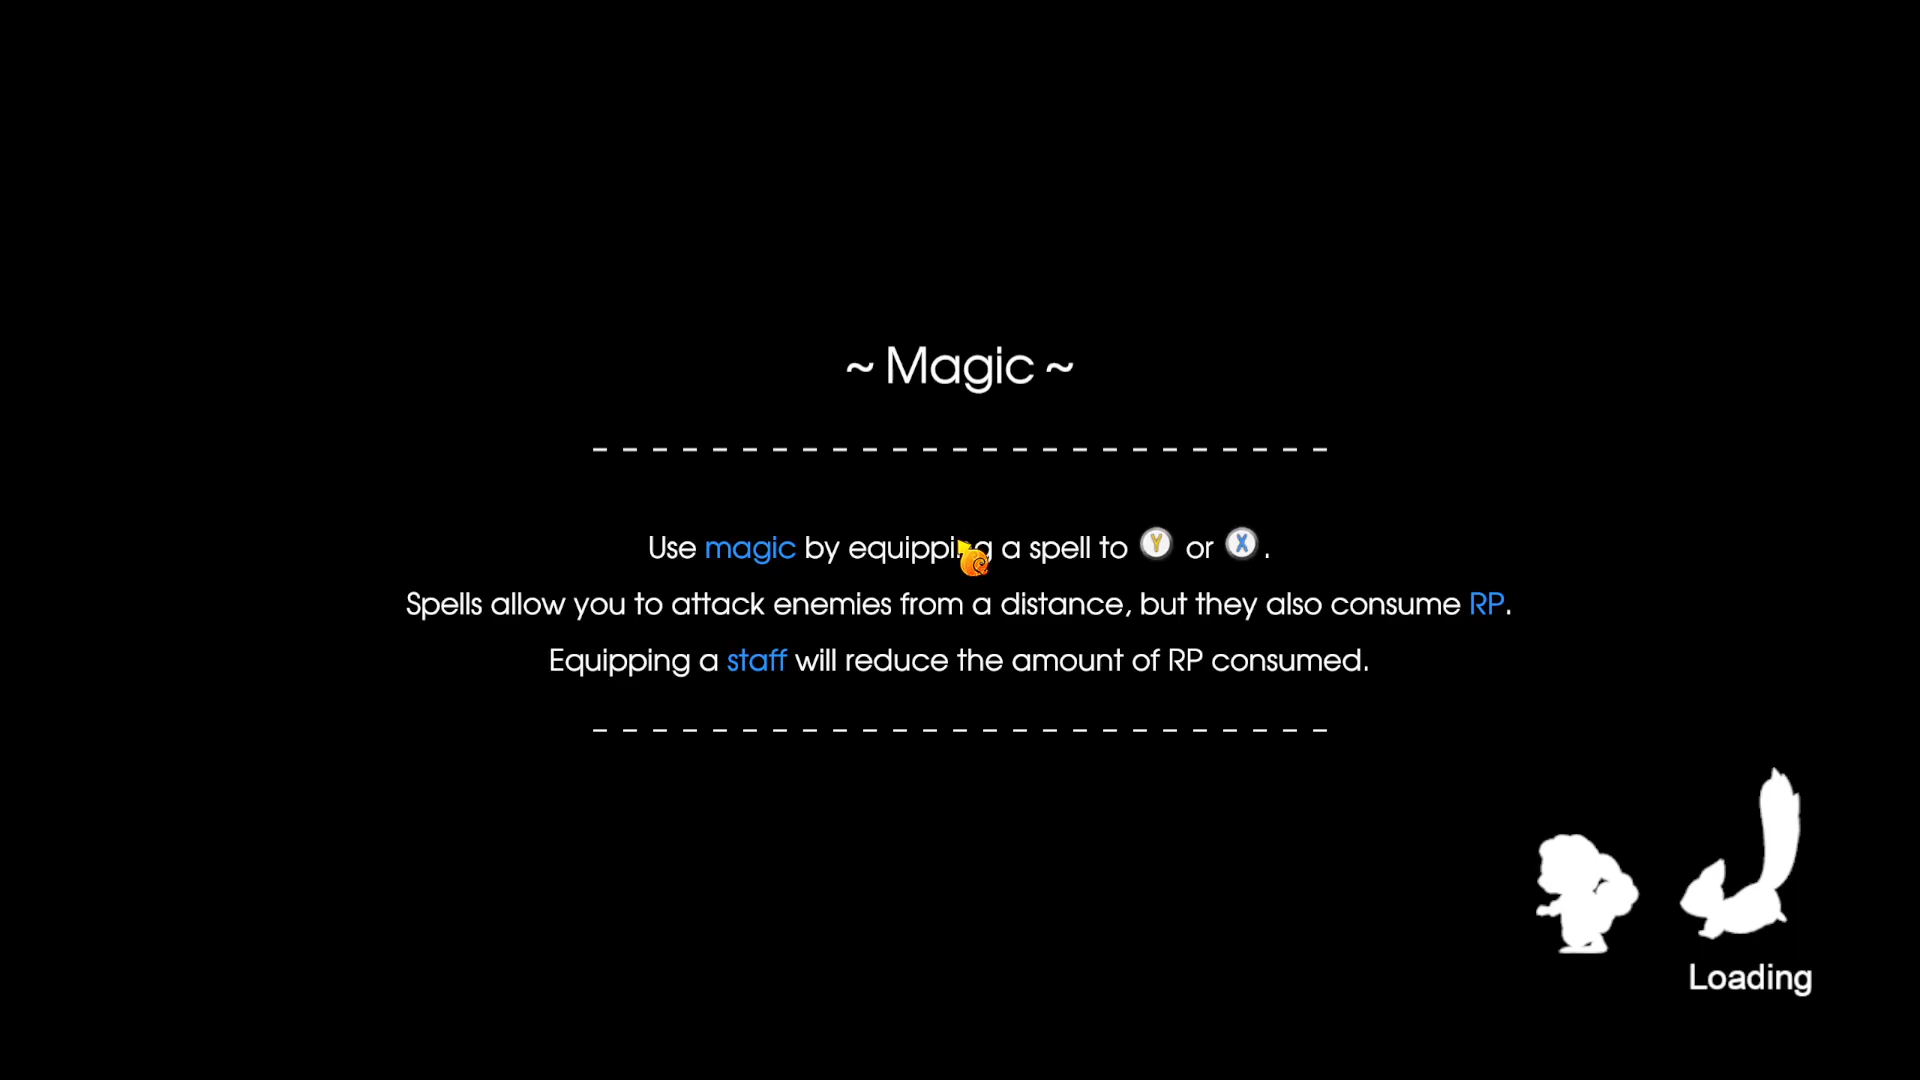 ~ Magic ~
Use magic by equipping a spell to Y or X.
Spells allow you to attack enemies from a distance, but they also consume RP.
Equipping a staff will reduce the amount of RP consumed.
Loading